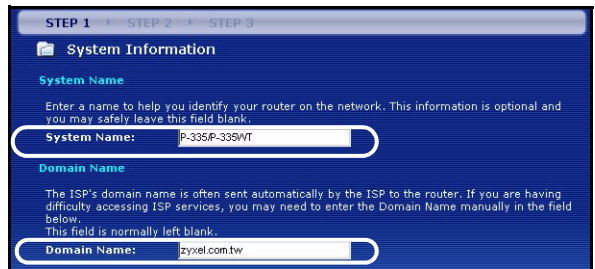 STEP 1 STEP 2 STEP 3
System Information
System Name
Enter a name to help you identify your router on the network. This information is optional and
you may safely leave this field blank.
System Name: P-335/P-335WT
Domain Name
The ISP's domain name is often sent automatically by the ISP to the router. If you are having
difficulty accessing ISP services, you may need to enter the Domain Name manually in the field
below.
This field is normally left blank.
Domain Name: zyxel.com.tw